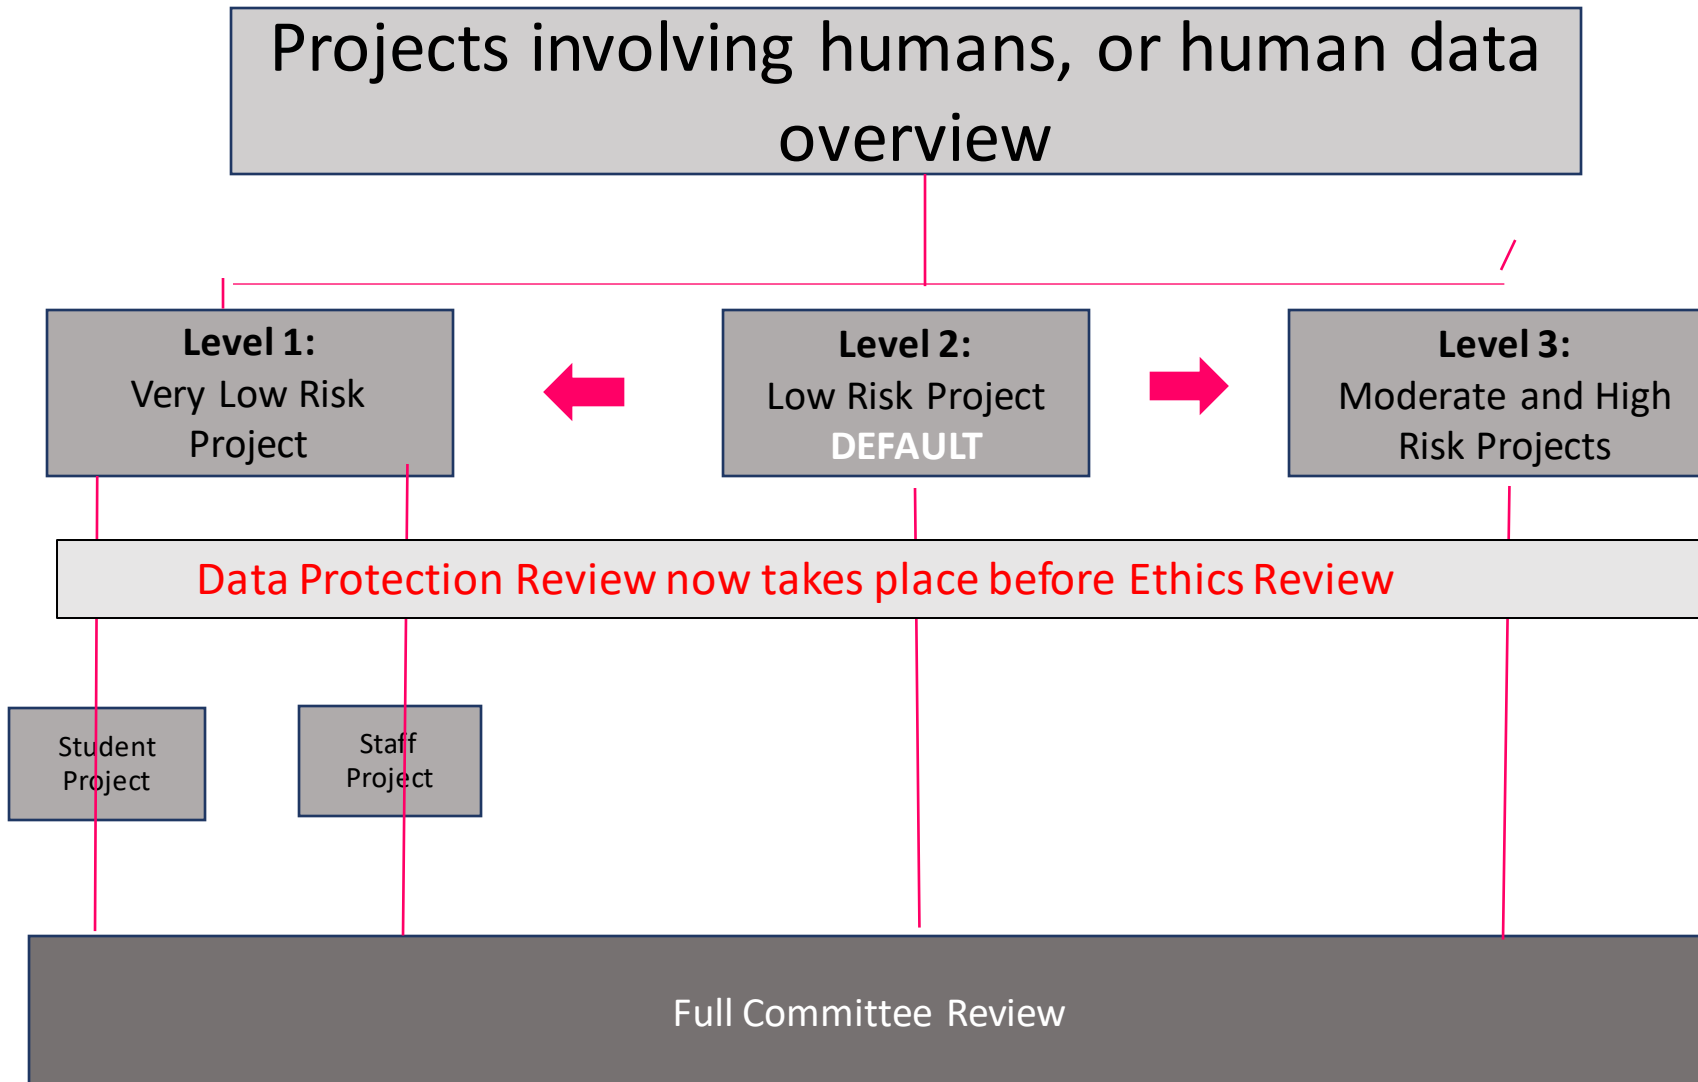 Projects involving humans, or human data
overview
Level 1:
Very Low Risk
Project
Level 2:
Low Risk Project
DEFAULT
Level 3:
Moderate and High
Risk Projects
Data Protection Review now takes place before Ethics Review
Student
Project
Staff
Project
Full Committee Review